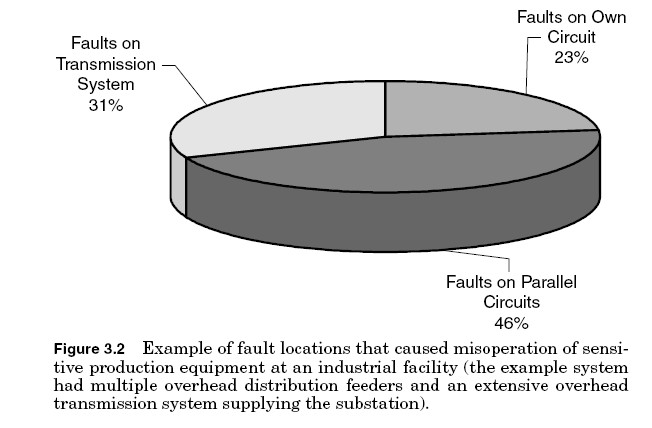 Faults on Own
Circuit
23%
Faults on
Transmission
System
31%
Faults on Parallel
Circuits
46%
Figure 3.2 Example of fault locations that caused misoperation of sensi-
tive production equipment at an industrial facility (the example system
had multiple overhead distribution feeders and an extensive overhead
transmission system supplying the substation).